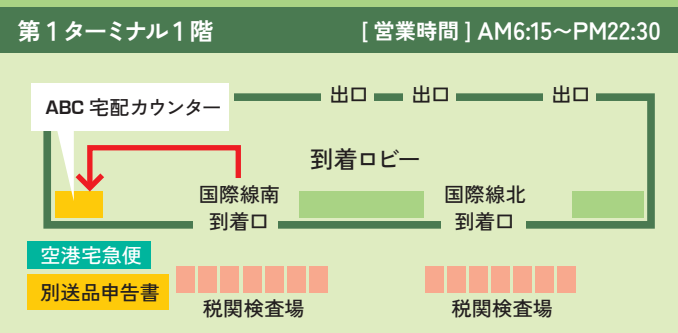 第1ターミナル1階 [営業時間] AM6:15〜PM22:30
ABC 宅配カウンター
出口 出口 出口
到着ロビー
国際線南
到着口
国際線北
到着口
空港宅急便
別送品申告書
税関検査場
税関検査場